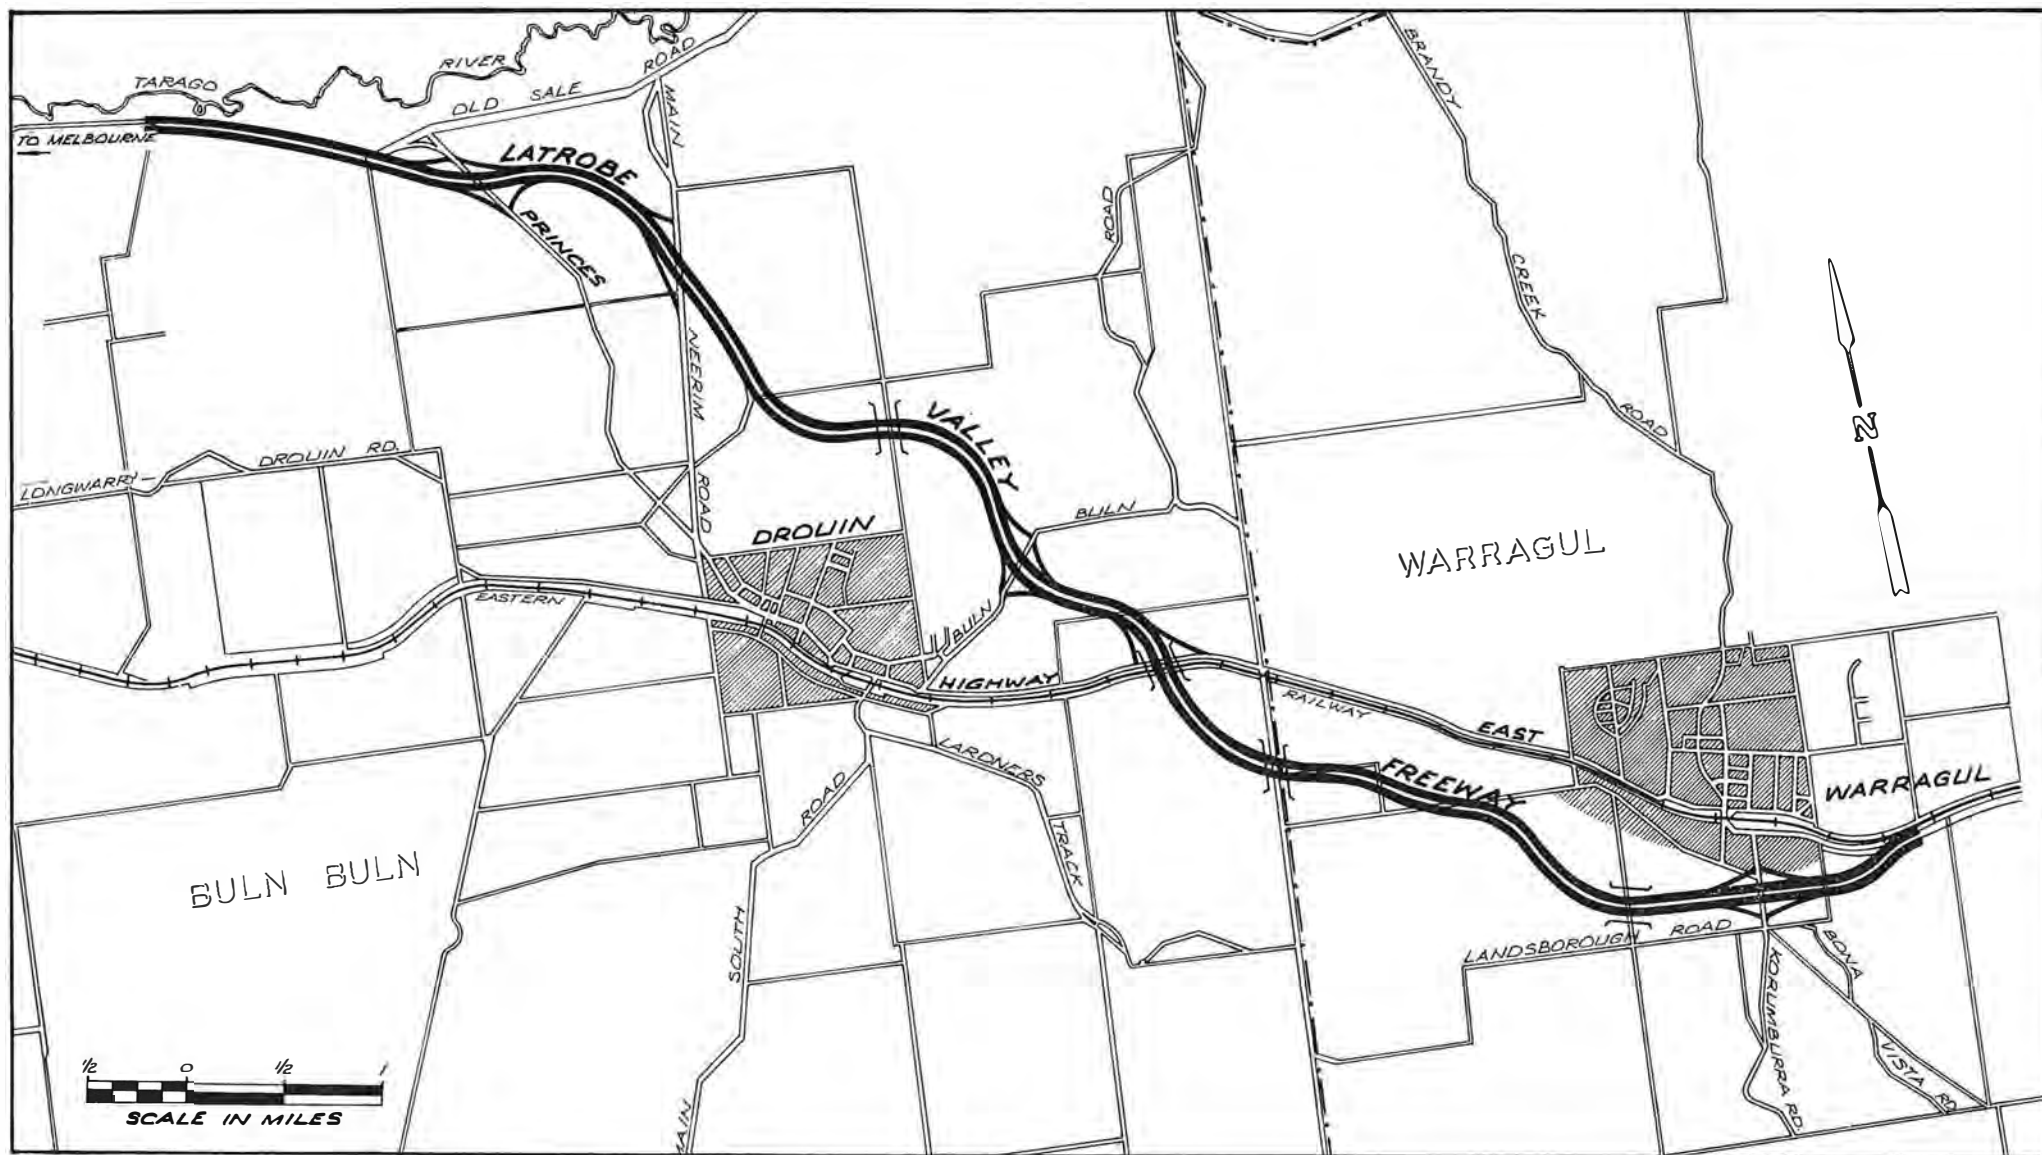 TARAGO RIVER
OLD SALE ROAD
TO MELBOURNE
MAIN NEERIM ROAD
LATROBE VALLEY FREEWAY
PRINCES HIGHWAY EAST
BRANDY CREEK ROAD
ROAD
N
LONGWARRY - DROUIN RD.
DROUIN
BULN BULN
WARRAGUL
EASTERN RAILWAY
LARDNERS TRACK
WARRAGUL
BULN BULN
MAIN SOUTH ROAD
LANDSBOROUGH ROAD
BONA VISTA RD.
KORUMBURRA RD.
1/2 0 1/2 1
SCALE IN MILES